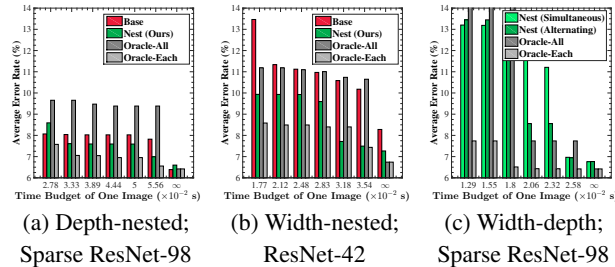 Average Error Rate (%)
14
13
12
11
10
9
8
7
6
Base
Nest (Ours)
Oracle-All
Oracle-Each
2.78 3.33 3.89 4.44 5 5.56 ∞
Time Budget of One Image (×10⁻² s)
(a) Depth-nested;
Sparse ResNet-98
Average Error Rate (%)
14
13
12
11
10
9
8
7
6
Base
Nest (Ours)
Oracle-All
Oracle-Each
1.77 2.12 2.48 2.83 3.18 3.54 ∞
Time Budget of One Image (×10⁻² s)
(b) Width-nested;
ResNet-42
Average Error Rate (%)
14
13
12
11
10
9
8
7
6
Nest (Simultaneous)
Nest (Alternating)
Oracle-All
Oracle-Each
1.29 1.55 1.8 2.06 2.32 2.58 ∞
Time Budget of One Image (×10⁻² s)
(c) Width-depth;
Sparse ResNet-98